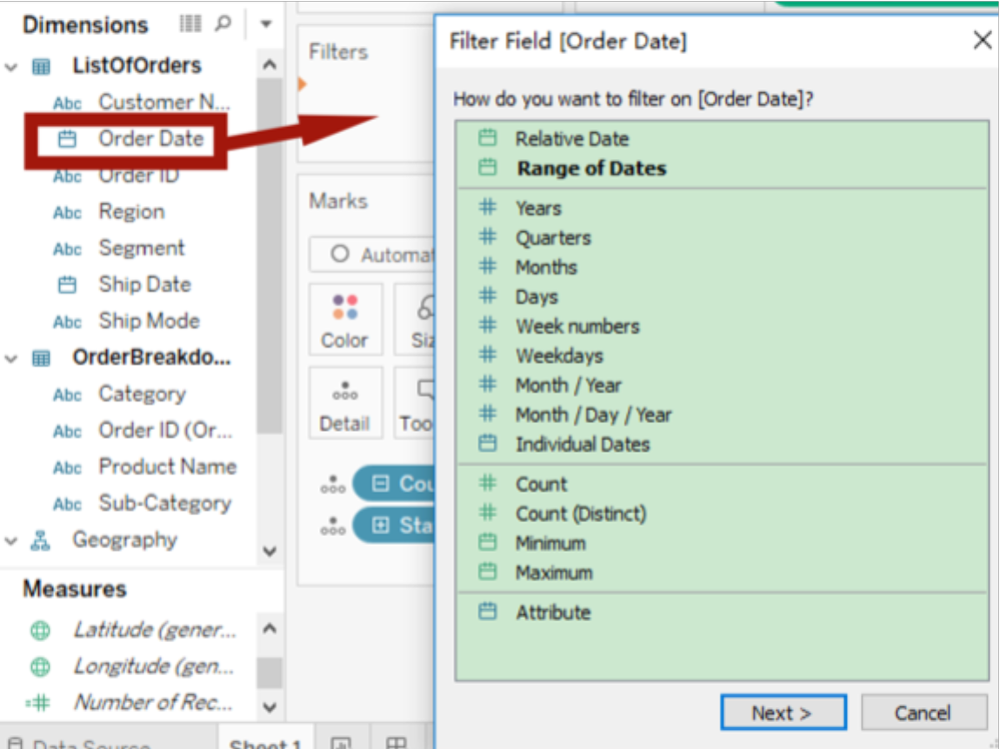 Dimensions
ListOfOrders
Abc Customer N...
Order Date
Abc Order ID
Abc Region
Abc Segment
Ship Date
Abc Ship Mode
OrderBreakdo...
Abc Category
Abc Order ID (Or...
Abc Product Name
Abc Sub-Category
Geography
Measures
Latitude (gener...
Longitude (gen...
=# Number of Rec...
Data Source
Sheet 1
Filters
Marks
Automat
Color
Siz
Detail
Too
Cou
Sta
Filter Field [Order Date]
How do you want to filter on [Order Date]?
Relative Date
Range of Dates
# Years
# Quarters
# Months
# Days
# Week numbers
# Weekdays
# Month / Year
# Month / Day / Year
Individual Dates
# Count
# Count (Distinct)
Minimum
Maximum
Attribute
Next >
Cancel